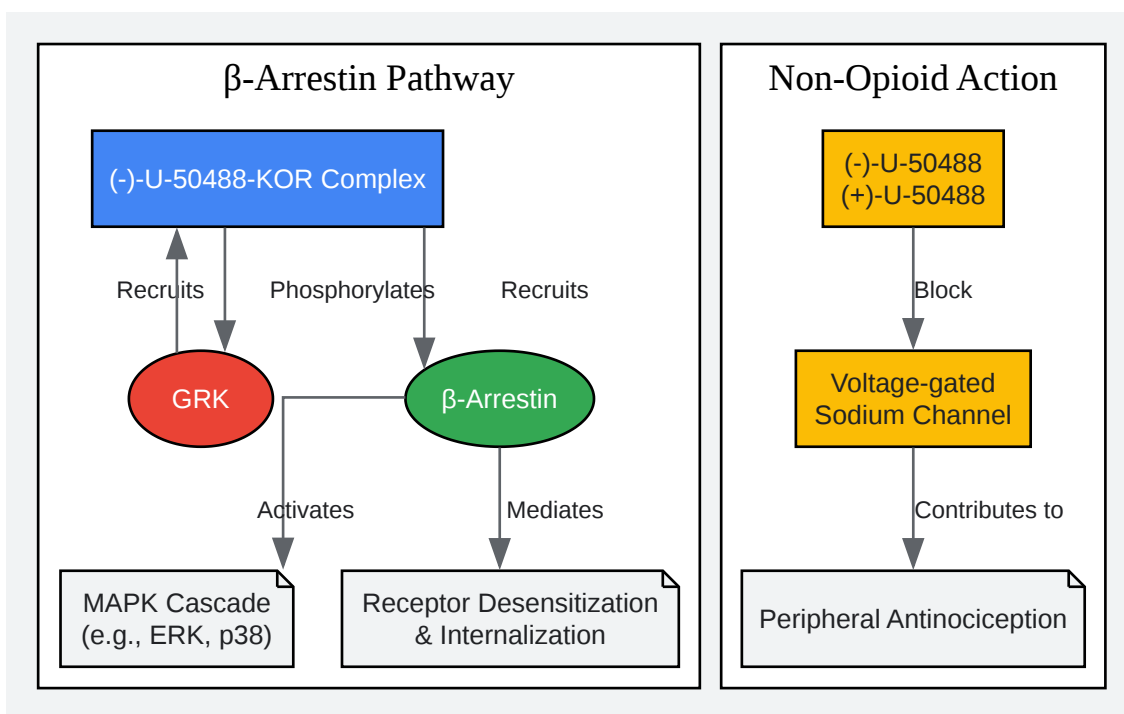 β-Arrestin Pathway
(-)-U-50488-KOR Complex
Recruits
Phosphorylates
Recruits
GRK
β-Arrestin
Activates
Mediates
MAPK Cascade
(e.g., ERK, p38)
Receptor Desensitization
& Internalization
Non-Opioid Action
(-)-U-50488
(+)-U-50488
Block
Voltage-gated
Sodium Channel
Contributes to
Peripheral Antinociception